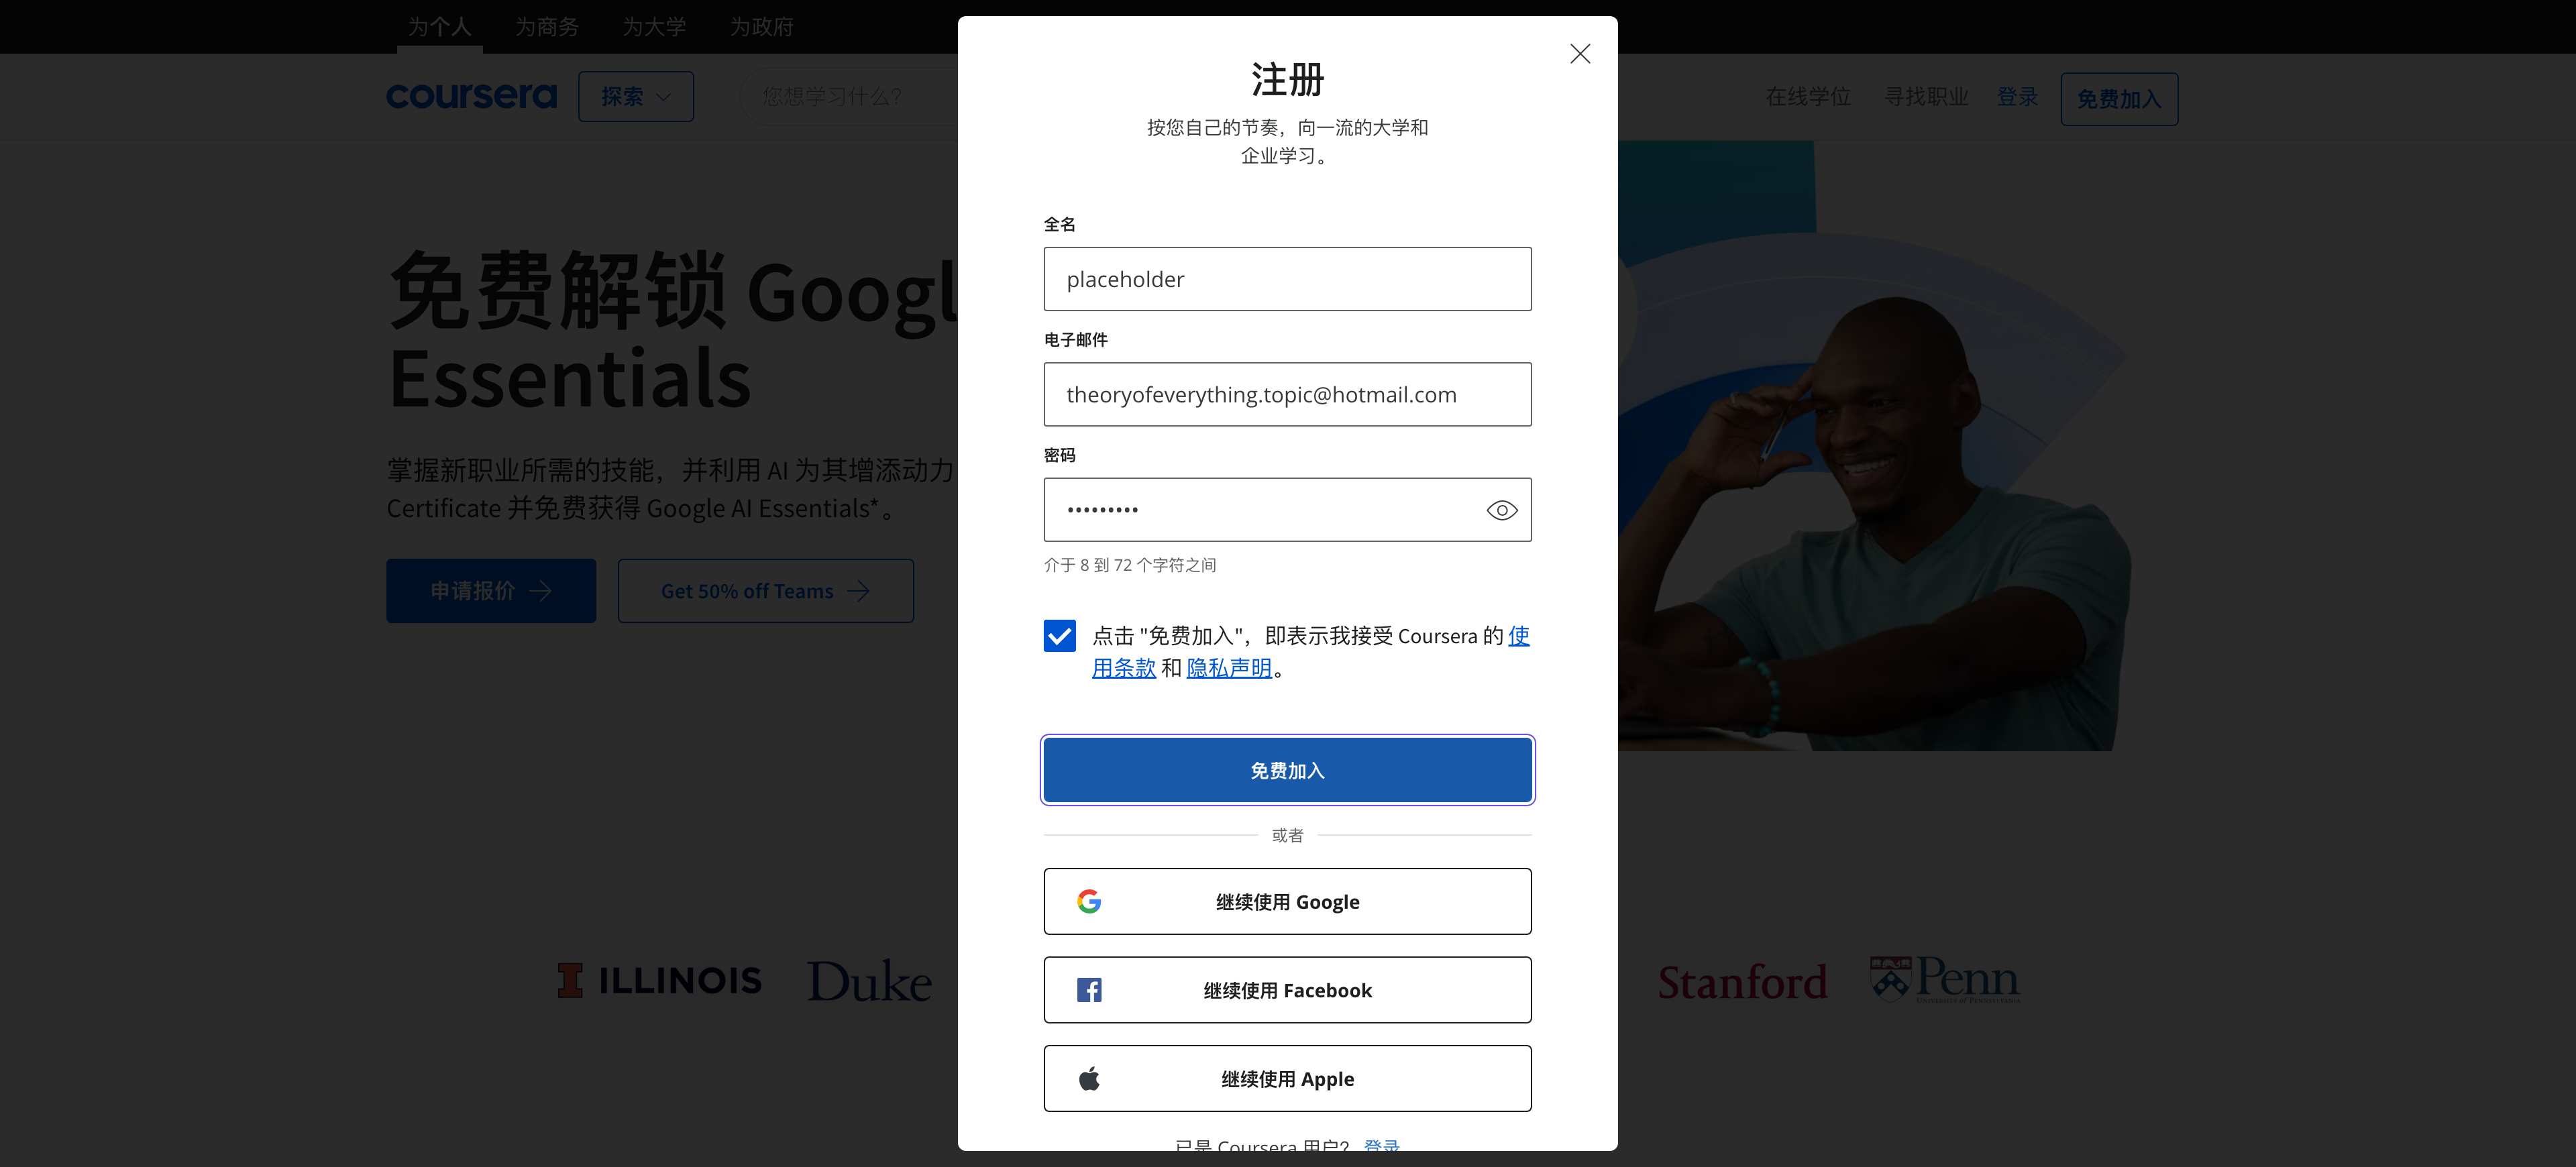 为个人 为商务 为大学 为政府
coursera 探索 您想学习什么？ 在线学位 寻找职业 登录 免费加入
免费解锁 Googl
Essentials
掌握新职业所需的技能，并利用 AI 为其增添动力
Certificate 并免费获得 Google AI Essentials*。
申请报价 Get 50% off Teams
ILLINOIS Duke Stanford Penn
UNIVERSITY OF PENNSYLVANIA
注册
按您自己的节奏，向一流的大学和
企业学习。
全名
placeholder
电子邮件
theoryofeverything.topic@hotmail.com
密码
•••••••••
介于 8 到 72 个字符之间
点击 "免费加入"，即表示我接受 Coursera 的 使
用条款 和 隐私声明。
免费加入
或者
继续使用 Google
继续使用 Facebook
继续使用 Apple
已是 Coursera 用户？ 登录